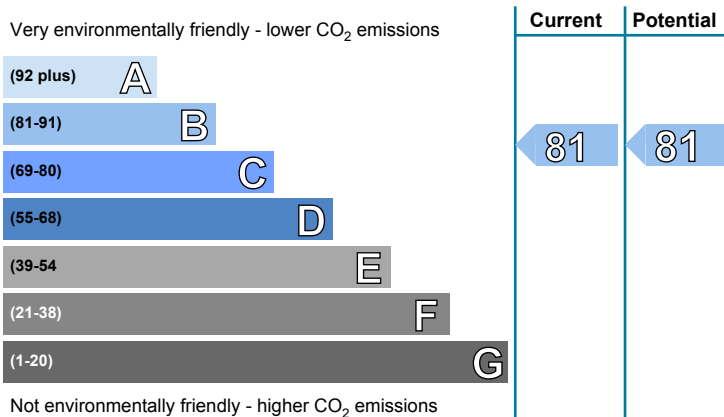 Very environmentally friendly - lower CO₂ emissions
Current
Potential
(92 plus) A
(81-91) B
81
81
(69-80) C
(55-68) D
(39-54 E
(21-38) F
(1-20) G
Not environmentally friendly - higher CO₂ emissions